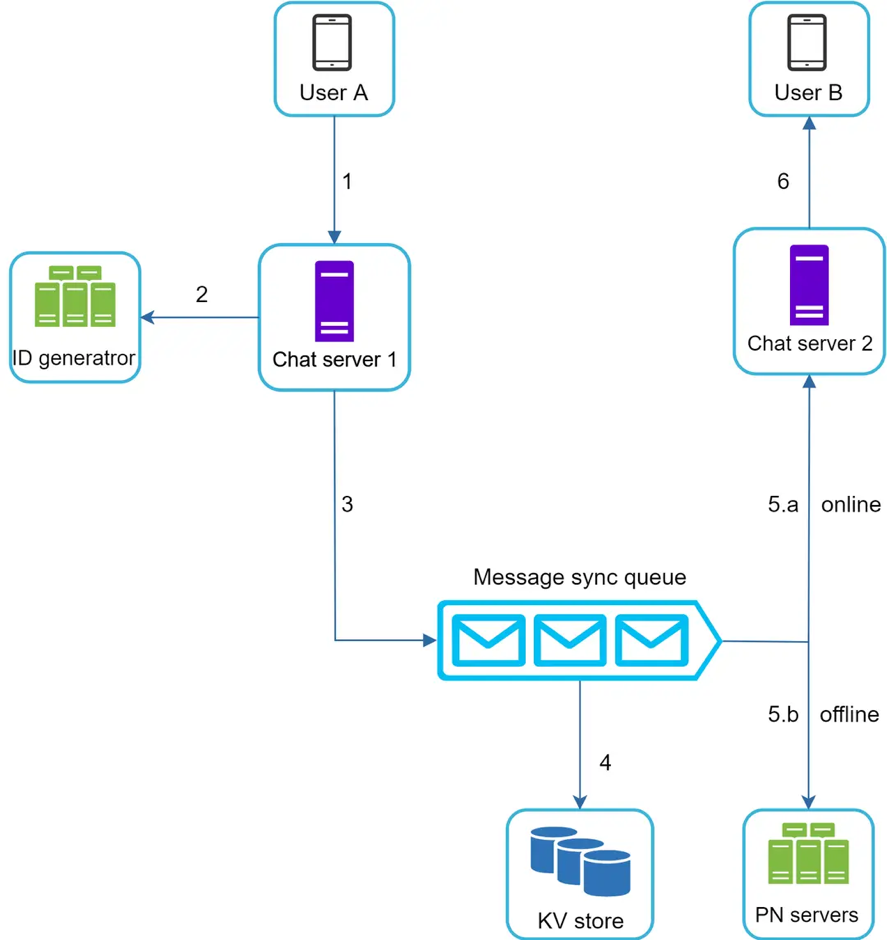 User A
User B
1
6
2
ID generatror
Chat server 1
Chat server 2
3
5.a online
Message sync queue
5.b offline
4
KV store
PN servers